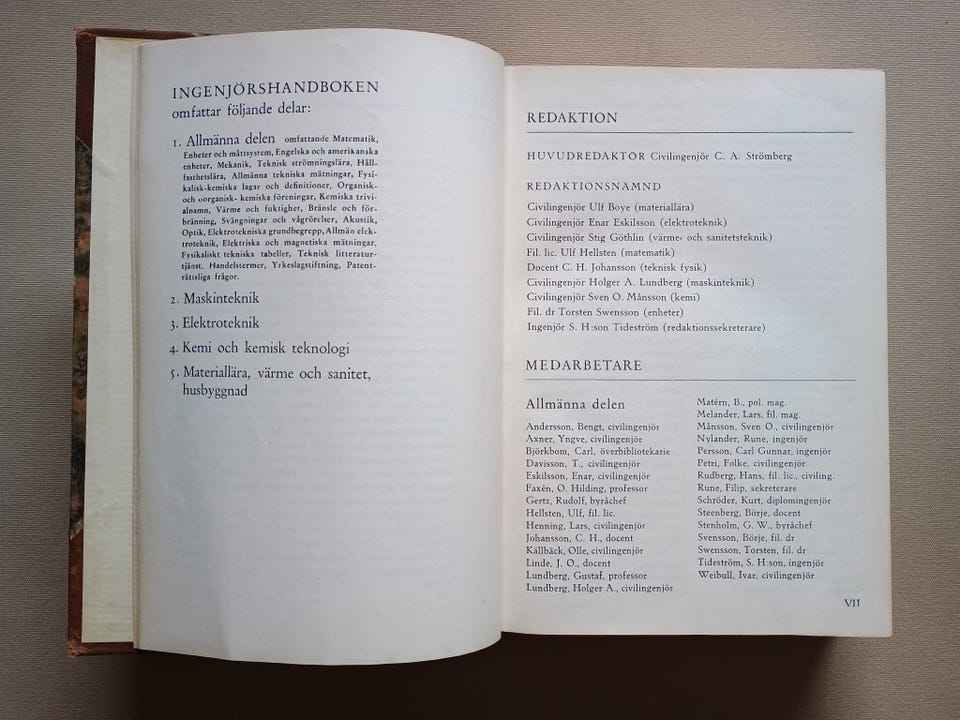 INGENJÖRSHANDBOKEN
omfattar följande delar:
1. Allmänna delen omfattande Matematik,
Enheter och måttsystem, Engelska och amerikanska
enheter, Mekanik, Teknisk strömningslära, Håll-
fasthetslära, Allmänna tekniska mätningar, Fysi-
kalisk-kemiska lagar och definitioner, Organisk-
och oorganisk- kemiska föreningar, Kemiska trivi-
alnamn, Värme och fuktighet, Bränsle och för-
bränning, Svängningar och vågrörelser, Akustik,
Optik, Elektrotekniska grundbegrepp, Allmän elek-
troteknik, Elektriska och magnetiska mätningar,
Fysikaliskt tekniska tabeller, Teknisk litteratur-
tjänst. Handelstermer, Yrkeslagstiftning, Patent-
rättsliga frågor.
2. Maskinteknik
3. Elektroteknik
4. Kemi och kemisk teknologi
5. Materiallära, värme och sanitet,
husbyggnad
REDAKTION
HUVUDREDAKTÖR Civilingenjör C. A. Strömberg
REDAKTIONSNÄMND
Civilingenjör Ulf Boye (materiallära)
Civilingenjör Enar Eskilsson (elektroteknik)
Civilingenjör Stig Göthlin (värme- och sanitetsteknik)
Fil. lic. Ulf Hellsten (matematik)
Docent C. H. Johansson (teknisk fysik)
Civilingenjör Holger A. Lundberg (maskinteknik)
Civilingenjör Sven O. Månsson (kemi)
Fil. dr Torsten Swensson (enheter)
Ingenjör S. H:son Tideström (redaktionssekreterare)
MEDARBETARE
Allmänna delen
Andersson, Bengt, civilingenjör
Axner, Yngve, civilingenjör
Björkbom, Carl, överbibliotekarie
Davisson, T., civilingenjör
Eskilsson, Enar, civilingenjör
Faxén, O. Hilding, professor
Gertz, Rudolf, byråchef
Hellsten, Ulf, fil. lic.
Henning, Lars, civilingenjör
Johansson, C. H., docent
Källbäck, Olle, civilingenjör
Linde, J. O., docent
Lundberg, Gustaf, professor
Lundberg, Holger A., civilingenjör
Matérn, B., pol. mag.
Melander, Lars, fil. mag.
Månsson, Sven O., civilingenjör
Nylander, Rune, ingenjör
Persson, Carl Gunnar, ingenjör
Petri, Folke, civilingenjör
Rudberg, Hans, fil. lic., civiling.
Rune, Filip, sekreterare
Schröder, Kurt, diplomingenjör
Steenberg, Börje, docent
Stenholm, G. W., byråchef
Svensson, Börje, fil. dr
Swensson, Torsten, fil. dr
Tideström, S. H:son, ingenjör
Weibull, Ivar, civilingenjör
VII